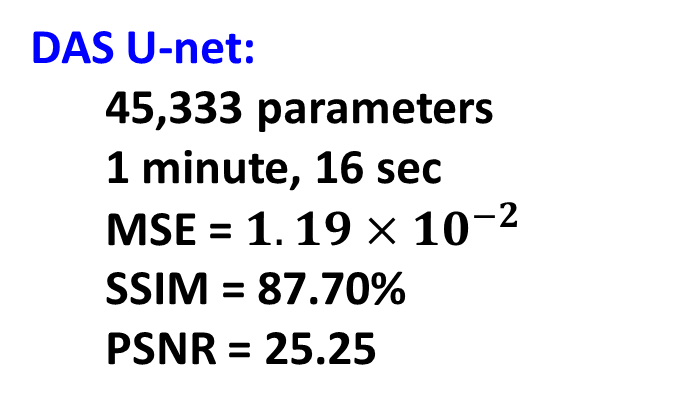 DAS U-net:
45,333 parameters
1 minute, 16 sec
MSE = 1.19 × 10⁻²
SSIM = 87.70%
PSNR = 25.25